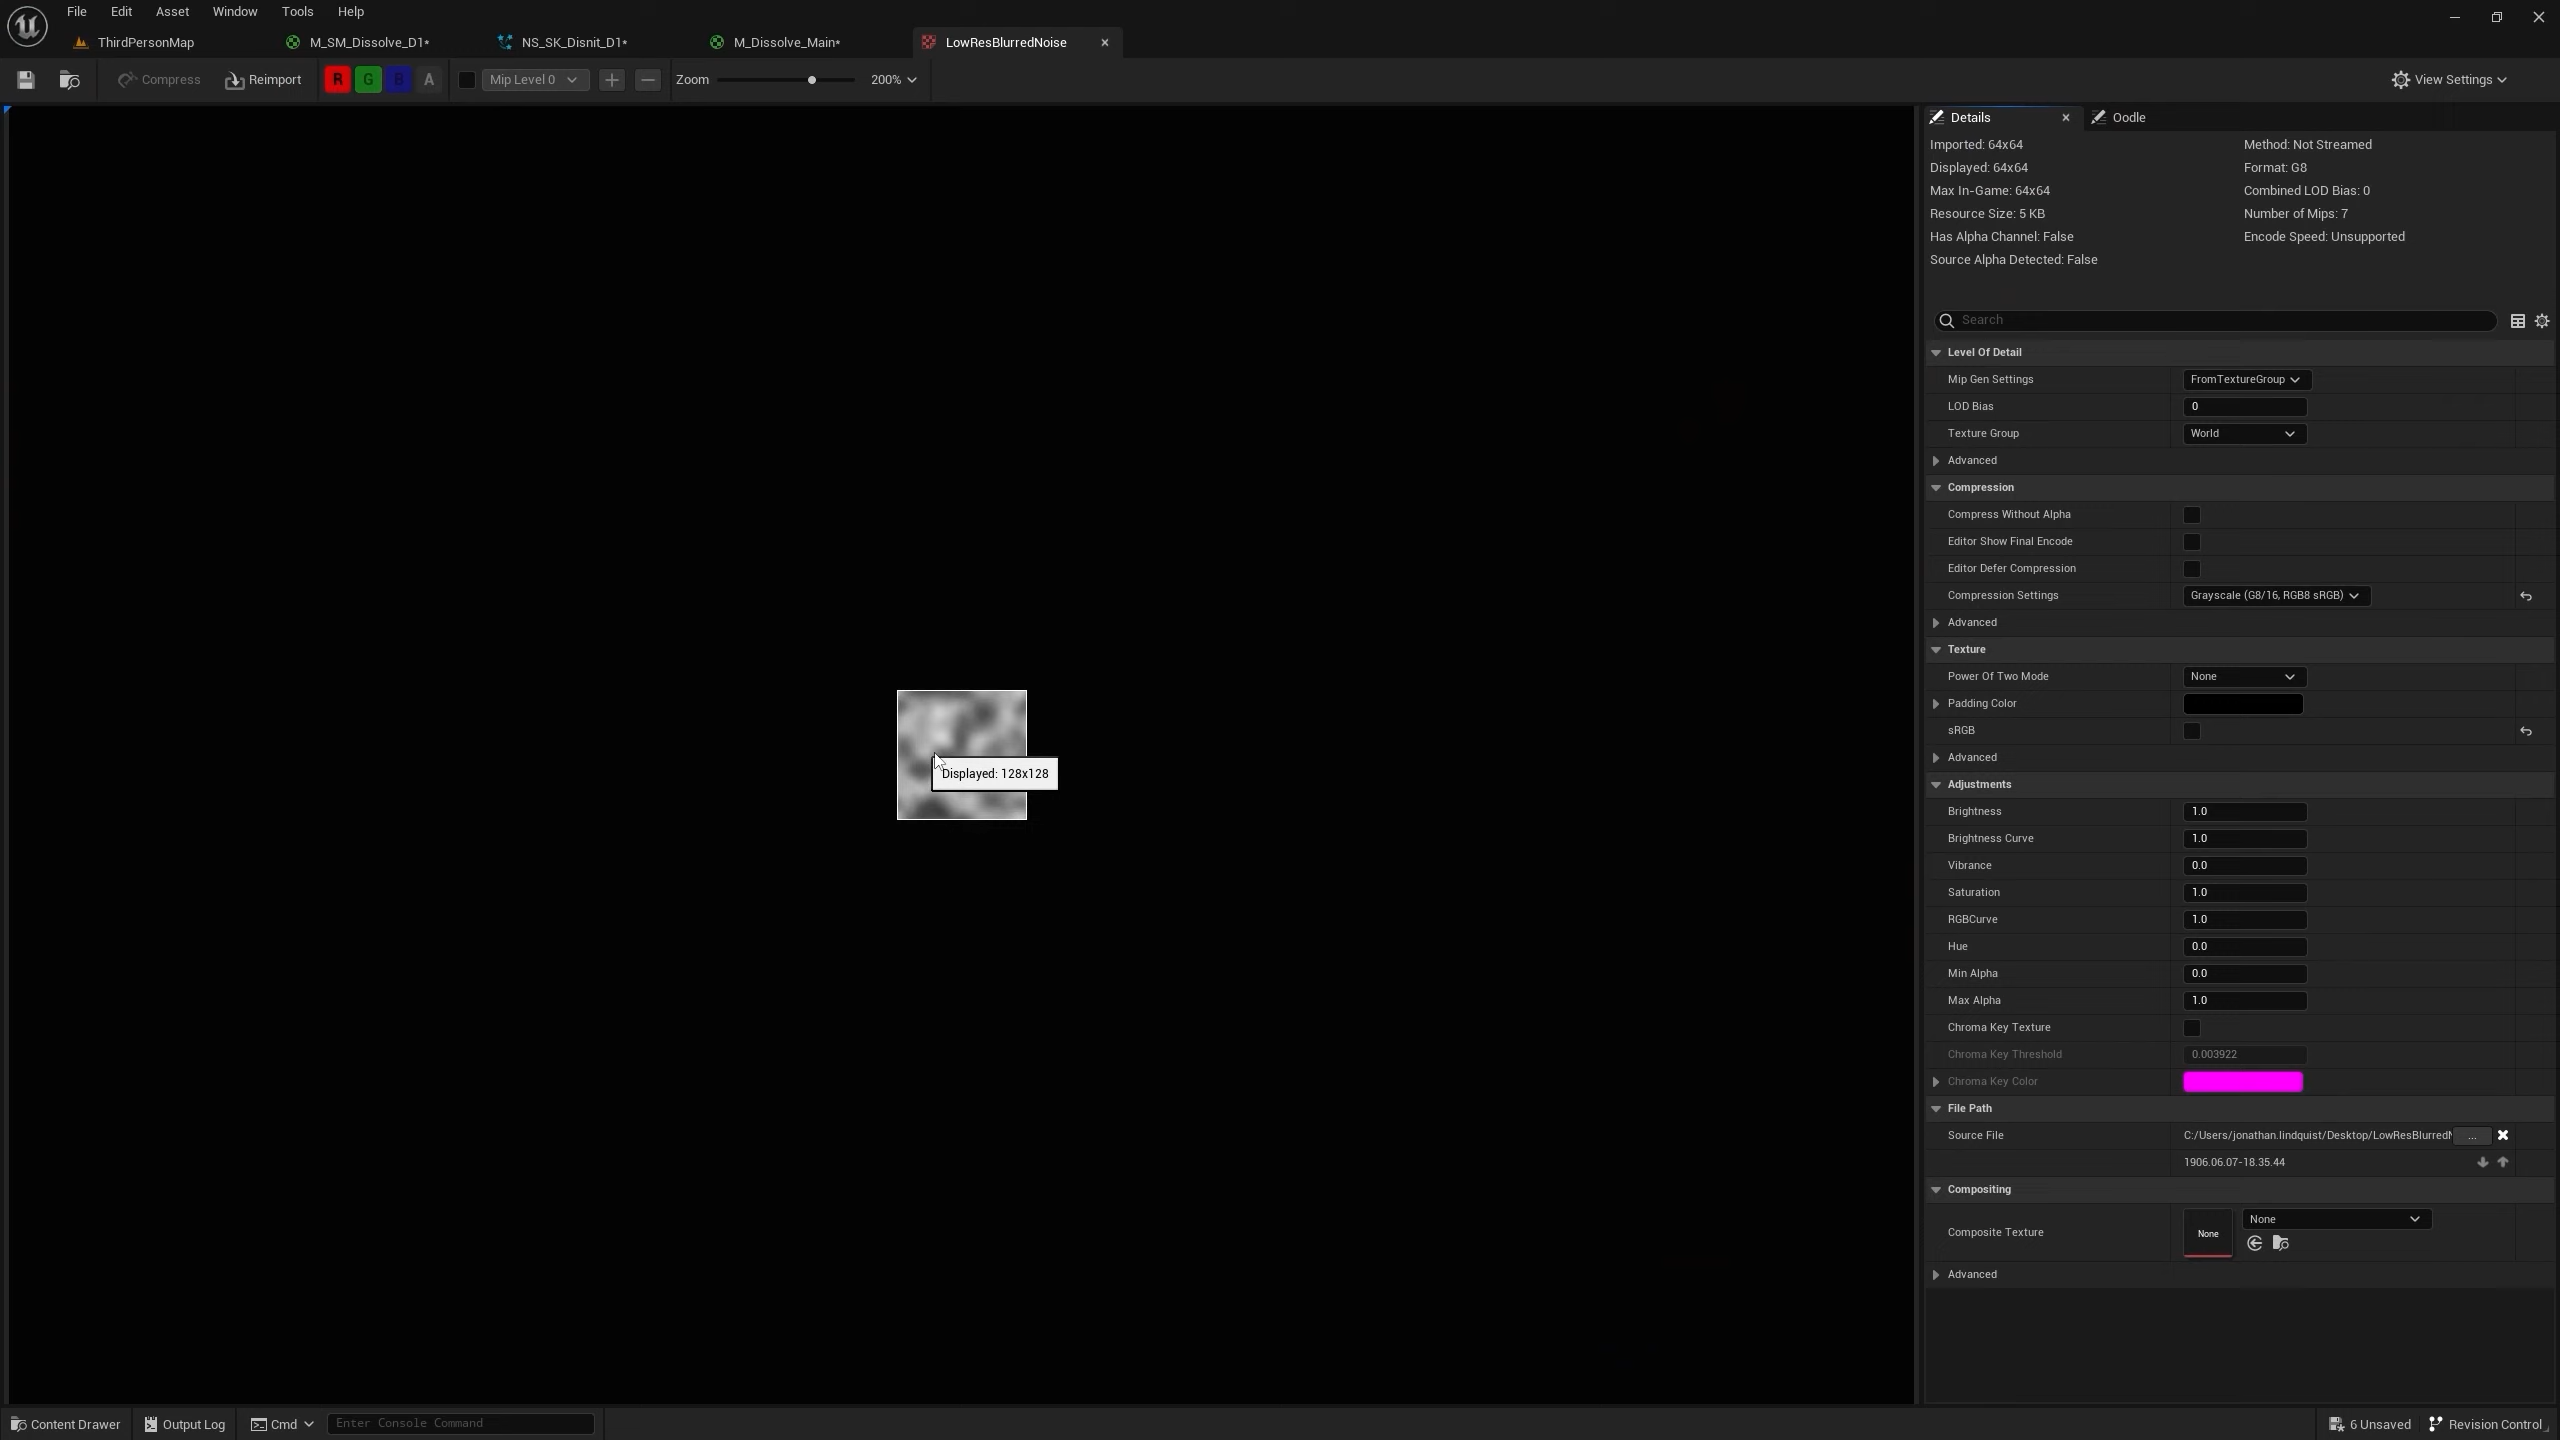 File Edit Asset Window Tools Help
ThirdPersonMap M_SM_Dissolve_D1* NS_SK_Disnit_D1* M_Dissolve_Main* LowResBlurredNoise
Compress Reimport R G B A Mip Level 0 Zoom 200% View Settings
Details Oodle
Imported: 64x64 Method: Not Streamed
Displayed: 64x64 Format: G8
Max In-Game: 64x64 Combined LOD Bias: 0
Resource Size: 5 KB Number of Mips: 7
Has Alpha Channel: False Encode Speed: Unsupported
Source Alpha Detected: False
Search
Level Of Detail
Mip Gen Settings FromTextureGroup
LOD Bias 0
Texture Group World
Advanced
Compression
Compress Without Alpha
Editor Show Final Encode
Editor Defer Compression
Compression Settings Grayscale (G8/16, RGB8 sRGB)
Advanced
Texture
Power Of Two Mode None
Padding Color
sRGB
Advanced
Displayed: 128x128
Adjustments
Brightness 1.0
Brightness Curve 1.0
Vibrance 0.0
Saturation 1.0
RGBCurve 1.0
Hue 0.0
Min Alpha 0.0
Max Alpha 1.0
Chroma Key Texture
Chroma Key Threshold 0.003922
Chroma Key Color
File Path
Source File C:/Users/jonathan.lindquist/Desktop/LowResBlurredN ...
1906.06.07-18.35.44
Compositing
Composite Texture None None
Advanced
Content Drawer Output Log Cmd Enter Console Command 6 Unsaved Revision Control